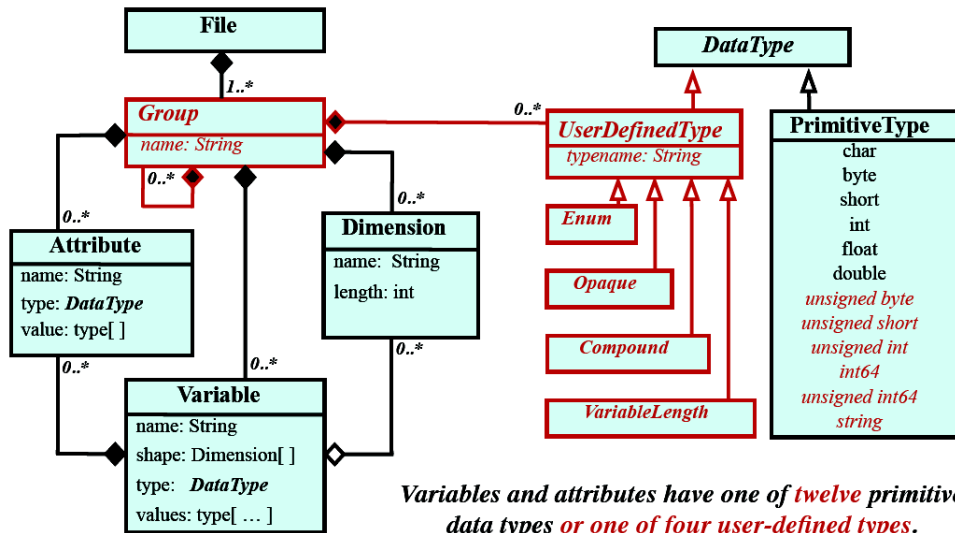 File
1..*
Group
name: String
0..*
0..*
Attribute
name: String
type: DataType
value: type[ ]
0..*
0..*
Dimension
name: String
length: int
0..*
0..*
Variable
name: String
shape: Dimension[ ]
type: DataType
values: type[ ... ]
DataType
0..*
UserDefinedType
typename: String
Enum
Opaque
Compound
VariableLength
PrimitiveType
char
byte
short
int
float
double
unsigned byte
unsigned short
unsigned int
int64
unsigned int64
string
Variables and attributes have one of twelve primitive
data types or one of four user-defined types.